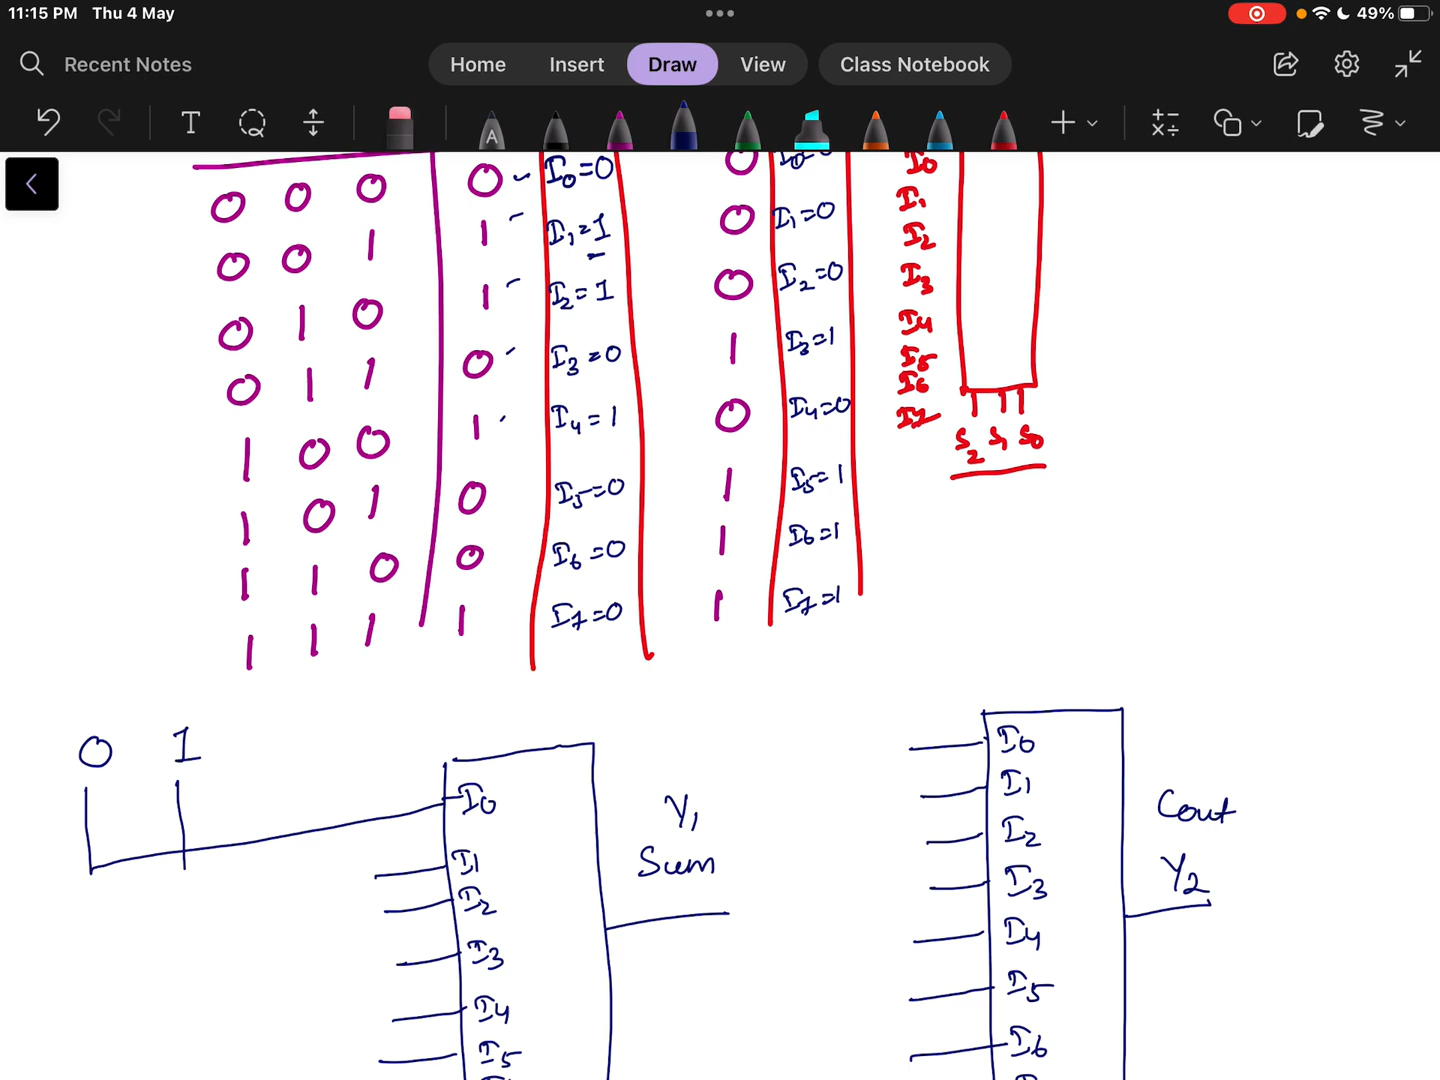 11:15 PM Thu 4 May
49%
Recent Notes
Home Insert Draw View Class Notebook
T A
0 0 0 0 I0=0 0 I0=0 I0
0 0 1 1 I1=1 0 I1=0 I1
0 1 0 1 I2=1 0 I2=0 I2
0 1 1 0 I3=0 1 I3=1 I3
1 0 0 1 I4=1 0 I4=0 I4
1 0 1 0 I5=0 1 I5=1 I5
1 1 0 0 I6=0 1 I6=1 I6
1 1 1 1 I7=0 1 I7=1 I7
S2 S1 S0
0 1
I0
I1
I2
I3
I4
I5
Y1
Sum
I0
I1
I2
I3
I4
I5
I6
Cout
Y2